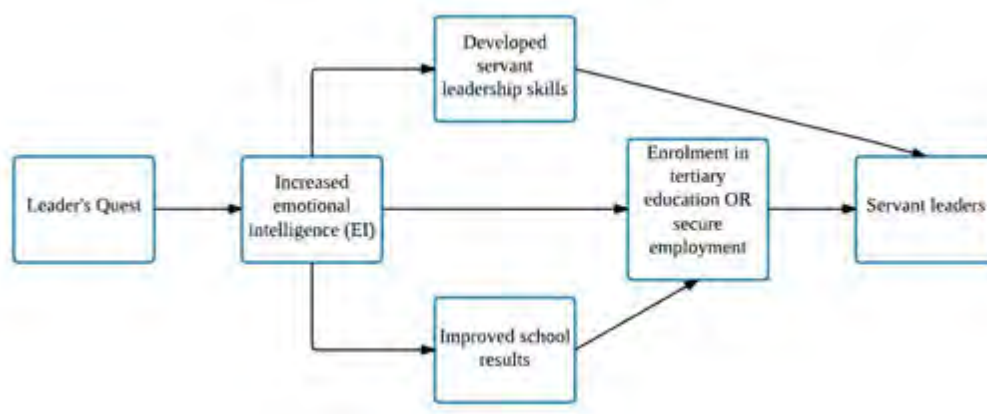 Developed
servant
leadership skills
Leader's Quest
Increased
emotional
intelligence (EI)
Enrolment in
tertiary
education OR
secure
employment
Servant leaders
Improved school
results